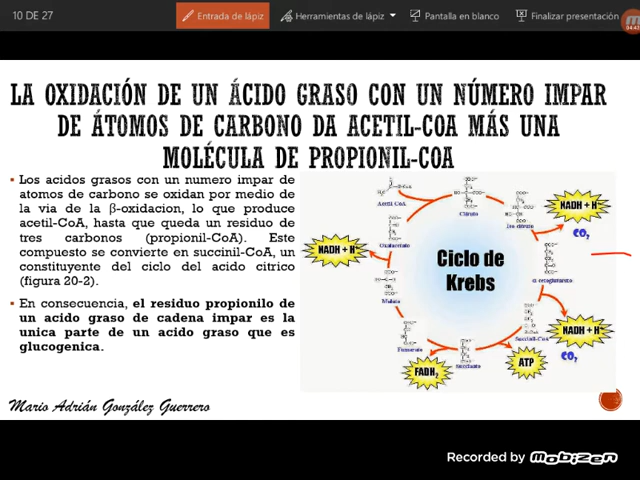 10 DE 27
Entrada de lápiz
Herramientas de lápiz
Pantalla en blanco
Finalizar presentación
LA OXIDACIÓN DE UN ÁCIDO GRASO CON UN NÚMERO IMPAR
DE ÁTOMOS DE CARBONO DA ACETIL-COA MÁS UNA
MOLÉCULA DE PROPIONIL-COA
▪ Los acidos grasos con un numero impar de
atomos de carbono se oxidan por medio de
la via de la β-oxidacion, lo que produce
acetil-CoA, hasta que queda un residuo de
tres carbonos (propionil-CoA). Este
compuesto se convierte en succinil-CoA, un
constituyente del ciclo del acido citrico
(figura 20-2).
▪ En consecuencia, el residuo propionilo de
un acido graso de cadena impar es la
unica parte de un acido graso que es
glucogenica.
Acetil CoA
Citrato
Iso citrato
NADH + H
CO₂
Oxalacetato
NADH + H
Ciclo de
Krebs
α-cetoglutarato
Malato
NADH + H
CO₂
Succinil-CoA
Fumarato
Succinato
ATP
FADH₂
Mario Adrián González Guerrero
Recorded by mobizen